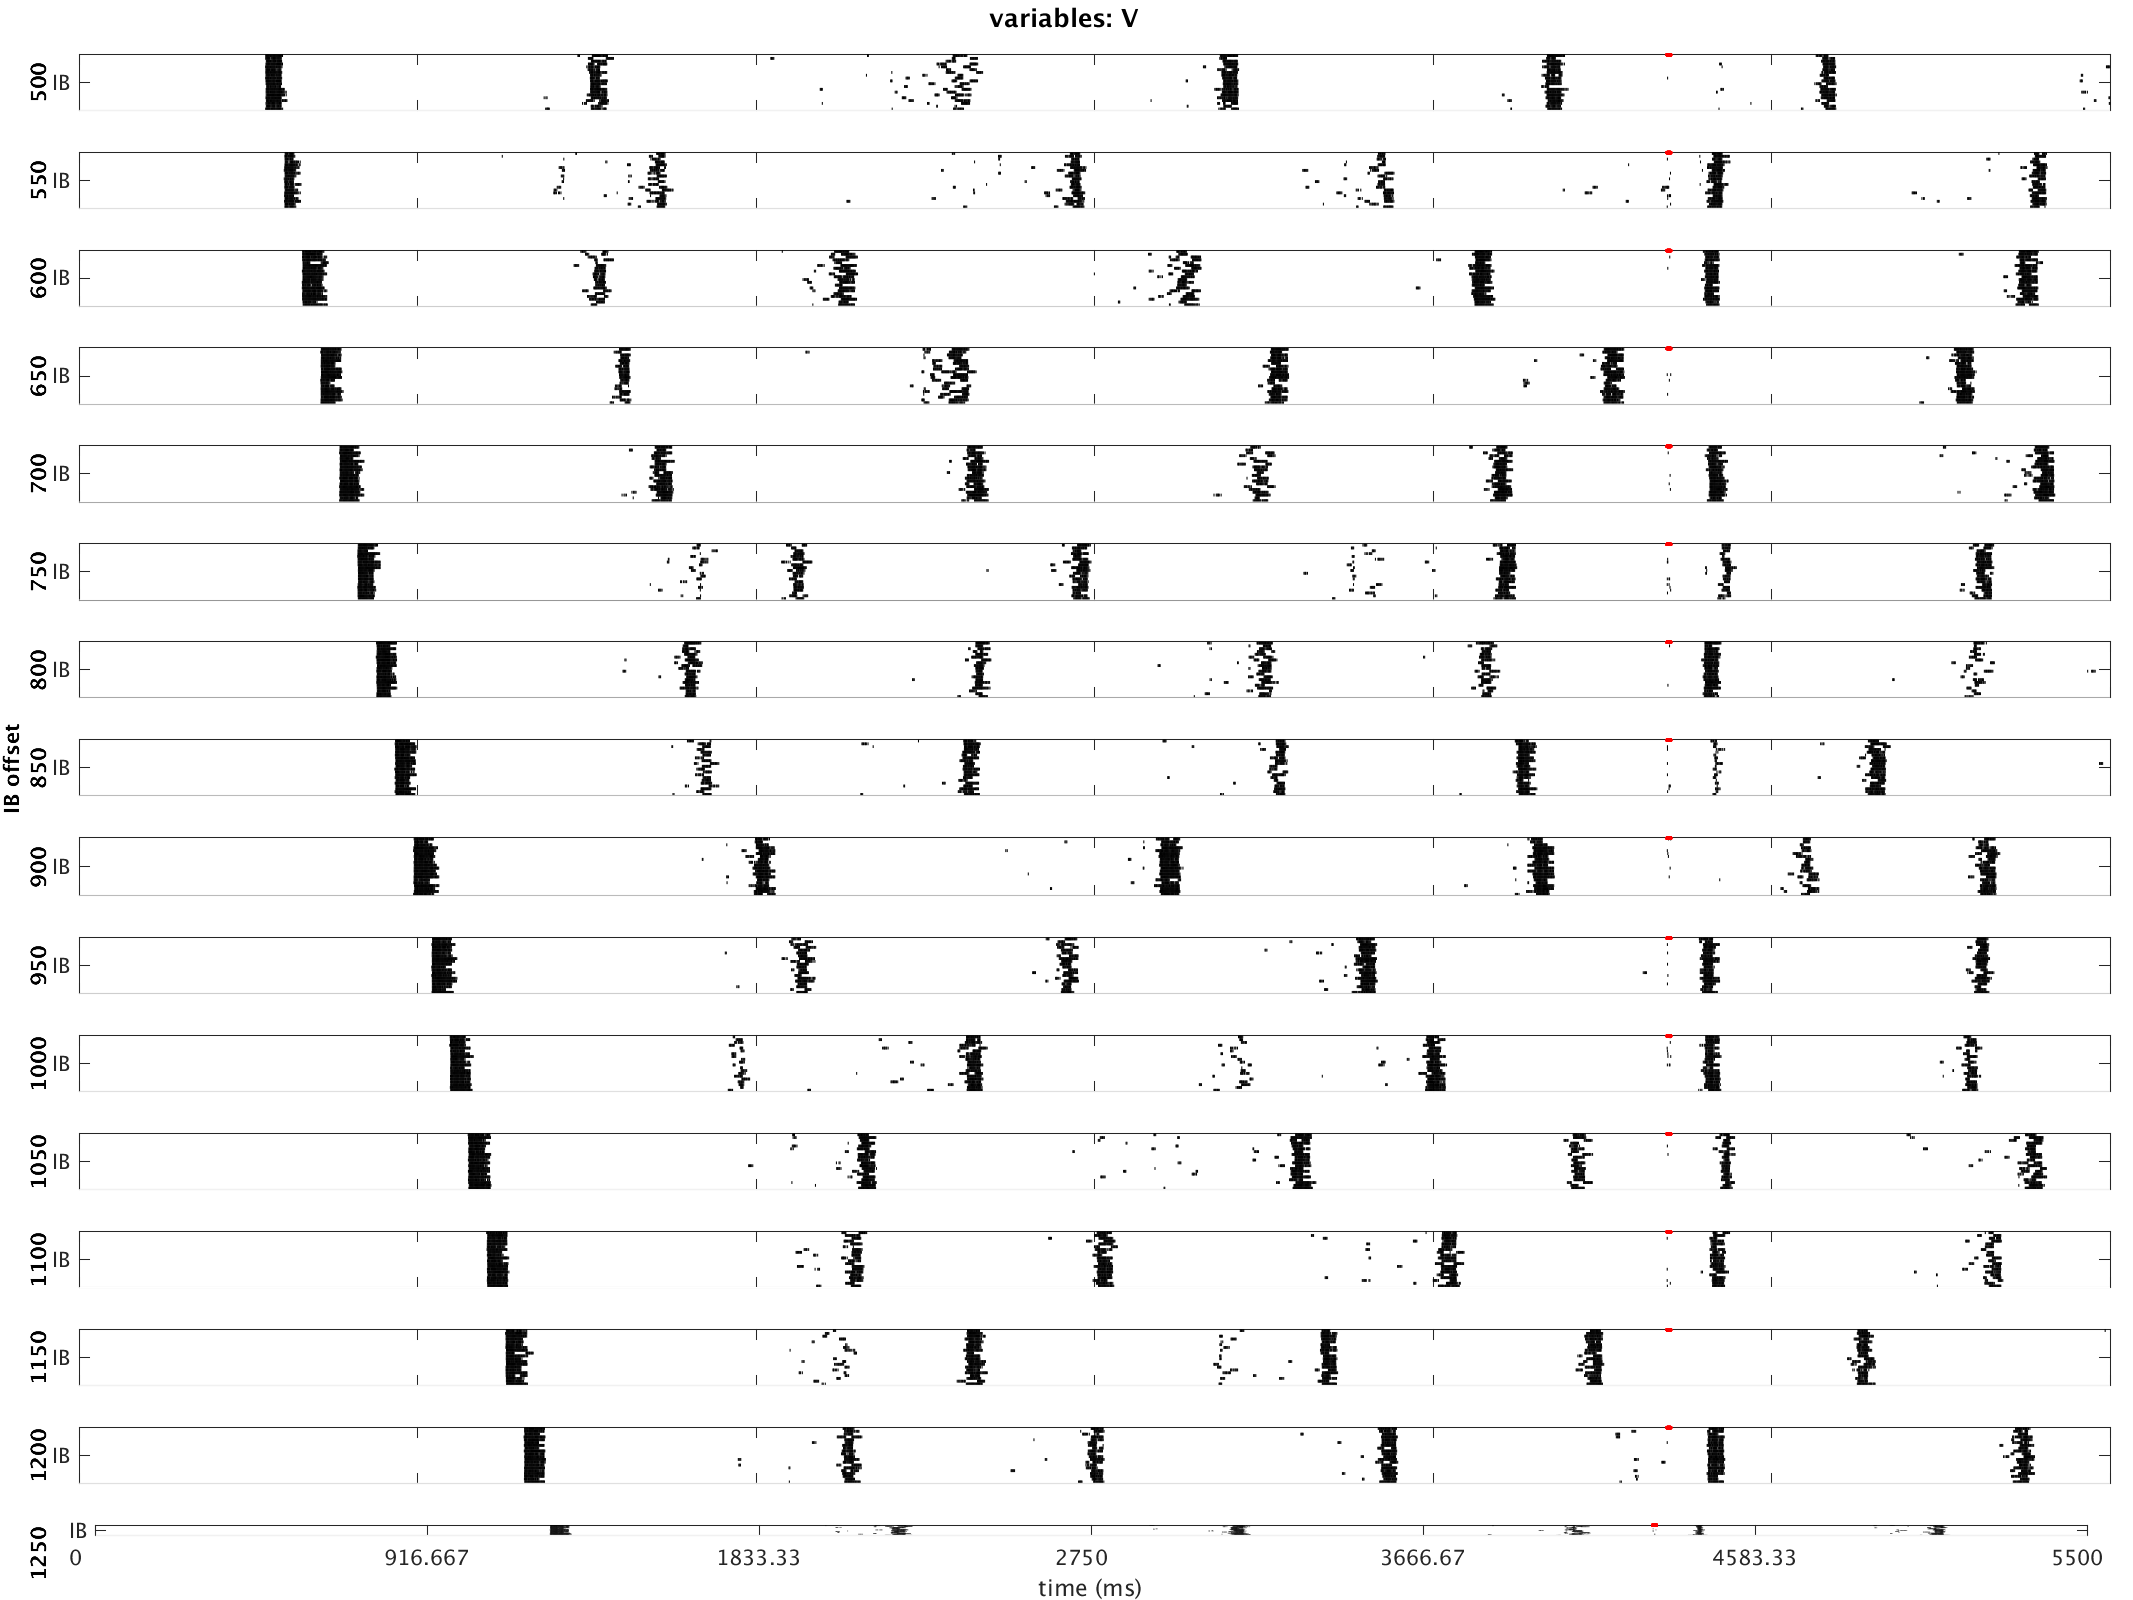 variables: V
IB offset
500 IB
550 IB
600 IB
650 IB
700 IB
750 IB
800 IB
850 IB
900 IB
950 IB
1000 IB
1050 IB
1100 IB
1150 IB
1200 IB
1250 IB
0 916.667 1833.33 2750 3666.67 4583.33 5500
time (ms)